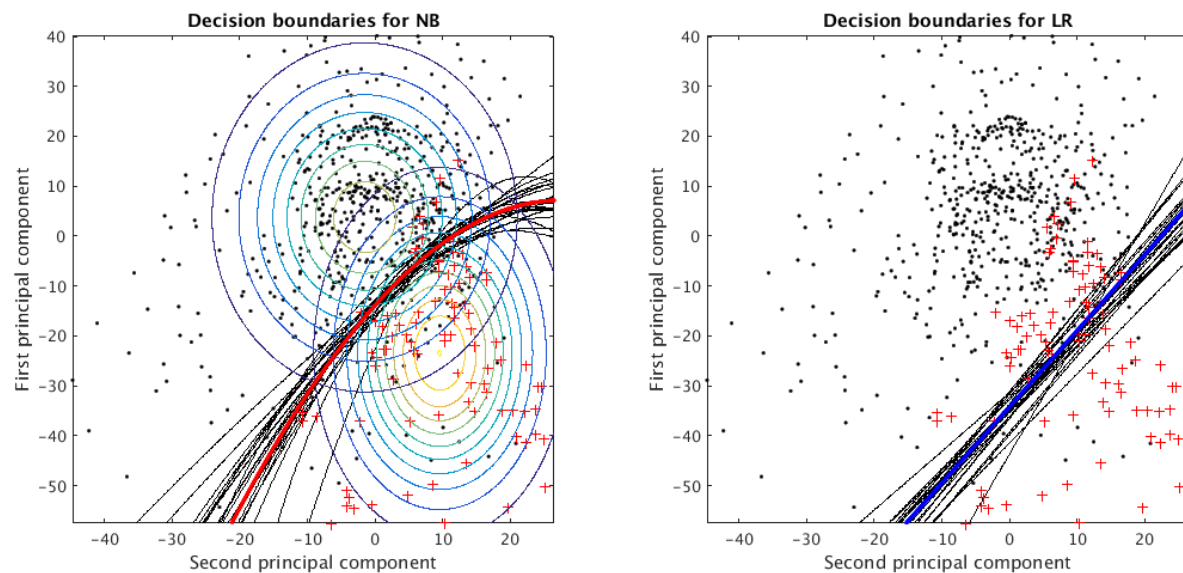 Decision boundaries for NB
40
30
20
10
0
-10
-20
-30
-40
-50
First principal component
-40 -30 -20 -10 0 10 20
Second principal component
Decision boundaries for LR
40
30
20
10
0
-10
-20
-30
-40
-50
First principal component
-40 -30 -20 -10 0 10 20
Second principal component